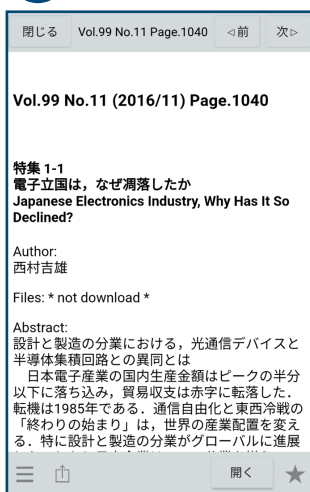 閉じる Vol.99 No.11 Page.1040 ◁前 次▷
Vol.99 No.11 (2016/11) Page.1040
特集 1-1
電子立国は，なぜ凋落したか
Japanese Electronics Industry, Why Has It So
Declined?
Author:
西村吉雄
Files: * not download *
Abstract:
設計と製造の分業における，光通信デバイスと
半導体集積回路との異同とは
日本電子産業の国内生産金額はピークの半分
以下に落ち込み，貿易収支は赤字に転落した．
転機は1985年である．通信自由化と東西冷戦の
「終わりの始まり」は，世界の産業配置を変え
る．特に設計と製造の分業がグローバルに進展
開く